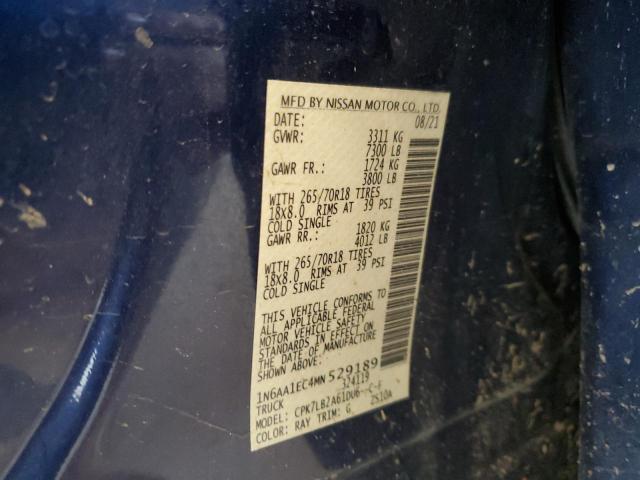 MFD BY NISSAN MOTOR CO., LTD.
DATE: 08/21
GVWR: 3311 KG
7300 LB
GAWR FR.: 1724 KG
3800 LB
WITH 265/70R18 TIRES
18X8.0 RIMS AT 39 PSI
COLD SINGLE
GAWR RR.: 1820 KG
4012 LB
WITH 265/70R18 TIRES
18X8.0 RIMS AT 39 PSI
COLD SINGLE
THIS VEHICLE CONFORMS TO
ALL APPLICABLE FEDERAL
MOTOR VEHICLE SAFETY
STANDARDS IN EFFECT ON
THE DATE OF MANUFACTURE
SHOWN ABOVE.
1N6AA1EC4MN529189
TRUCK 324119
MODEL: CPK7LB2A61DU6--C-F
COLOR: RAY TRIM: G ZS10A